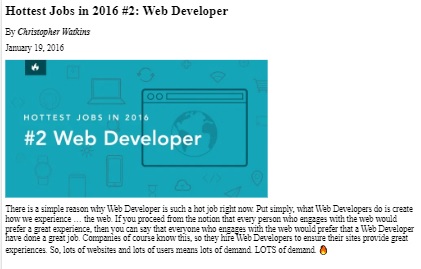 Hottest Jobs in 2016 #2: Web Developer
By Christopher Watkins
January 19, 2016
HOTTEST JOBS IN 2016
#2 Web Developer
There is a simple reason why Web Developer is such a hot job right now. Put simply, what Web Developers do is create
how we experience … the web. If you proceed from the notion that every person who engages with the web would
prefer a great experience, then you can say that everyone who engages with the web would prefer that a Web Developer
have done a great job. Companies of course know this, so they hire Web Developers to ensure their sites provide great
experiences. So, lots of websites and lots of users means lots of demand. LOTS of demand. 🔥